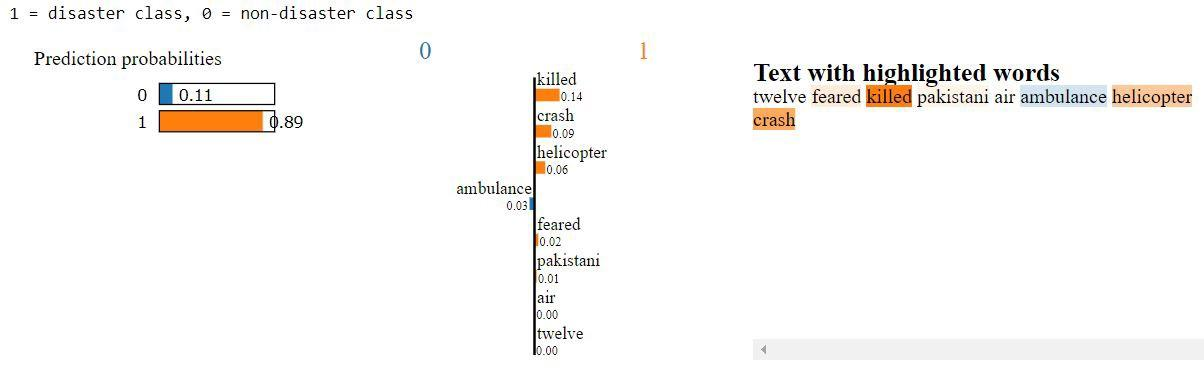 1 = disaster class, 0 = non-disaster class
Prediction probabilities
0 0.11
1 0.89
0 1
killed
0.14
crash
0.09
helicopter
0.06
ambulance
0.03
feared
0.02
pakistani
0.01
air
0.00
twelve
0.00
Text with highlighted words
twelve feared killed pakistani air ambulance helicopter
crash